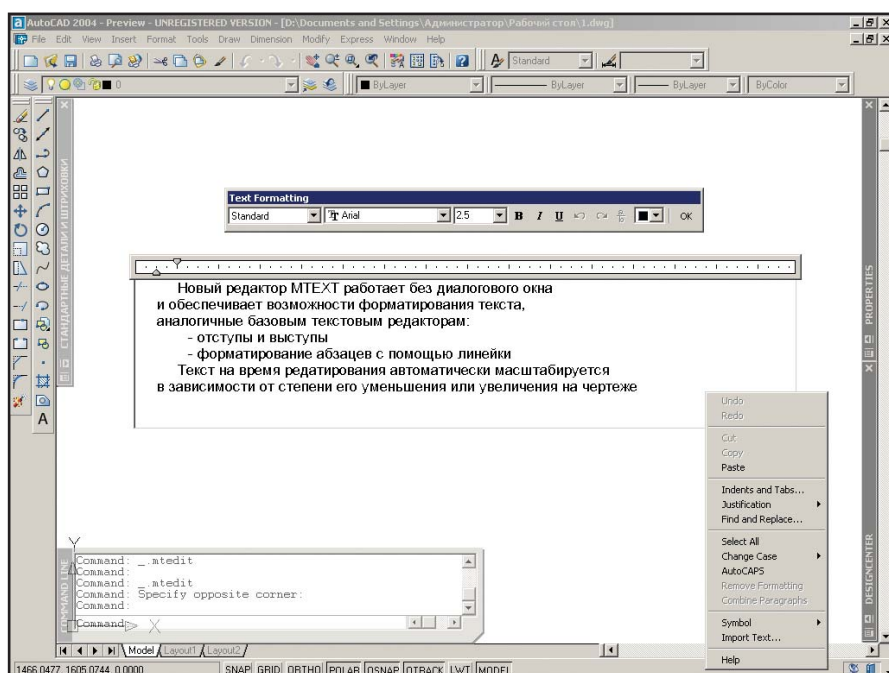 AutoCAD 2004 - Preview - UNREGISTERED VERSION - [D:\Documents and Settings\Администратор\Рабочий стол\1.dwg]
File Edit View Insert Format Tools Draw Dimension Modify Express Window Help
Standard
0 ByLayer ByLayer ByLayer ByColor
Text Formatting
Standard Arial 2.5 B I U OK
Новый редактор MTEXT работает без диалогового окна
и обеспечивает возможности форматирования текста,
аналогичные базовым текстовым редакторам:
- отступы и выступы
- форматирование абзацев с помощью линейки
Текст на время редатирования автоматически масштабируется
в зависимости от степени его уменьшения или увеличения на чертеже
СТАНДАРТНЫЕ ДЕТАЛИ И ШТРИХОВКИ
A
PROPERTIES
DESIGNCENTER
Undo
Redo
Cut
Copy
Paste
Indents and Tabs...
Justification
Find and Replace...
Select All
Change Case
AutoCAPS
Remove Formatting
Combine Paragraphs
Symbol
Import Text...
Help
Y
X
COMMAND LINE
Command: _.mtedit
Command:
Command: _.mtedit
Command: Specify opposite corner:
Command:
Command:
Model Layout1 Layout2
1466.0477, 1605.0744, 0.0000 SNAP GRID ORTHO POLAR OSNAP OTRACK LWT MODEL